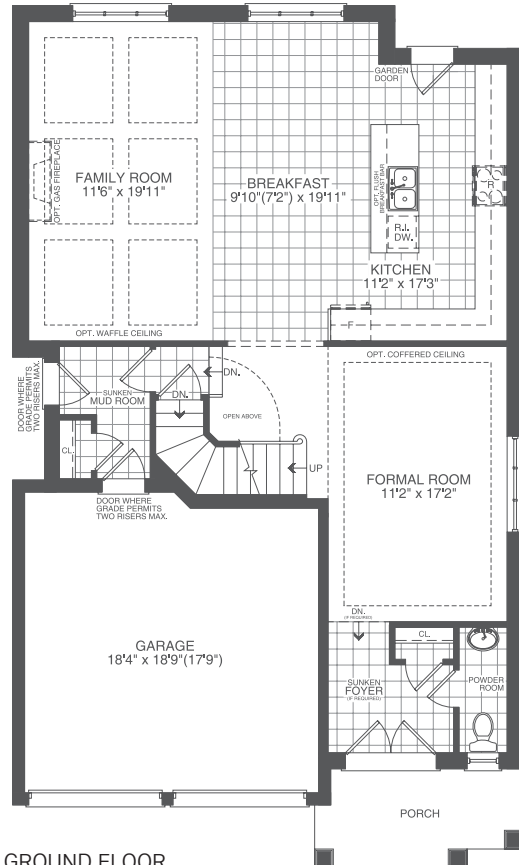 GARDEN
DOOR
OPT. GAS FIREPLACE
FAMILY ROOM
11'6" x 19'11"
BREAKFAST
9'10"(7'2") x 19'11"
OPT. FLUSH
BREAKFAST BAR
R
R.I.
DW.
KITCHEN
11'2" x 17'3"
F
OPT. WAFFLE CEILING
OPT. COFFERED CEILING
DOOR WHERE
GRADE PERMITS
TWO RISERS MAX.
SUNKEN
MUD ROOM
DN.
DN.
OPEN ABOVE
CL.
UP
FORMAL ROOM
11'2" x 17'2"
DOOR WHERE
GRADE PERMITS
TWO RISERS MAX.
GARAGE
18'4" x 18'9"(17'9")
DN.
(IF REQUIRED)
CL.
SUNKEN
FOYER
(IF REQUIRED)
POWDER
ROOM
PORCH
GROUND FLOOR